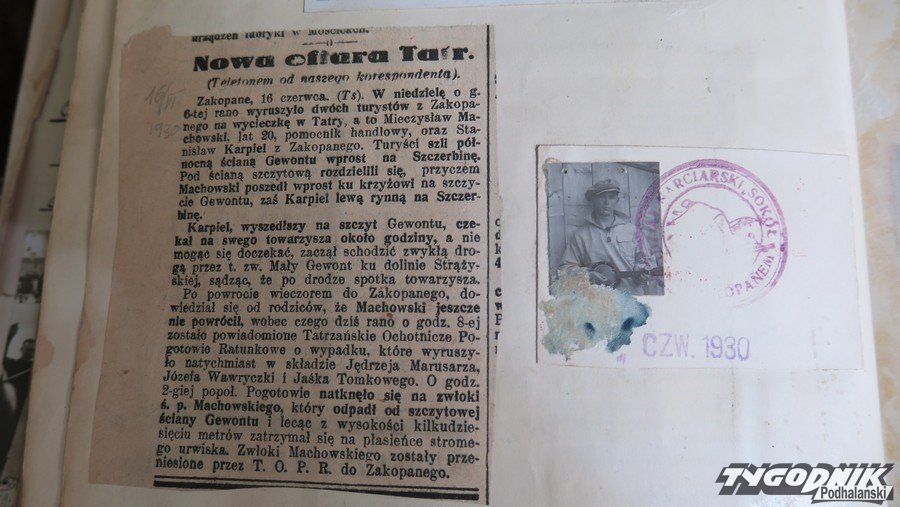 urządzeń fabryki w Mościcach.
Nowa ofiara Tatr.
(Telefonem od naszego korespondenta).
Zakopane, 16 czerwca. (Ts). W niedzielę o g.
6-tej rano wyruszyło dwóch turystów z Zakopa-
nego na wycieczkę w Tatry, a to Mieczysław Ma-
chowski, lat 20, pomocnik handlowy, oraz Sta-
nisław Karpiel z Zakopanego. Turyści szli pół-
nocną ścianą Gewontu wprost na Szczerbinę.
Pod ścianą szczytową rozdzielili się, przyczem
Machowski poszedł wprost ku krzyżowi na szczy-
cie Gewontu, zaś Karpiel lewą rynną na Szczer-
binę.
Karpiel, wyszedłszy na szczyt Gewontu, cze-
kał na swego towarzysza około godziny, a nie
mogąc się doczekać, zaczął schodzić zwykłą dro-
gą przez t. zw. Mały Gewont ku dolinie Strąży-
skiej, sądząc, że po drodze spotka towarzysza.
Po powrocie wieczorem do Zakopanego, do-
wiedział się od rodziców, że Machowski jeszcze
nie powrócił, wobec czego dziś rano o godz. 8-ej
zostało powiadomione Tatrzańskie Ochotnicze Po-
gotowie Ratunkowe o wypadku, które wyruszy-
ło natychmiast w składzie Jędrzeja Marusarza,
Józefa Wawryczki i Jaśka Tomkowego. O godz.
2-giej popoł. Pogotowie natknęło się na zwłoki
ś. p. Machowskiego, który odpadł od szczytowej
ściany Gewontu i lecąc z wysokości kilkudzie-
sięciu metrów zatrzymał się na płasieńce strome-
go urwiska. Zwłoki Machowskiego zostały prze-
niesione przez T. O. P. R. do Zakopanego.
16/VI
1930
ARCIARSKI „SOKÓŁ
OPANEM
CZW. 1930
TYGODNIK
Podhalański